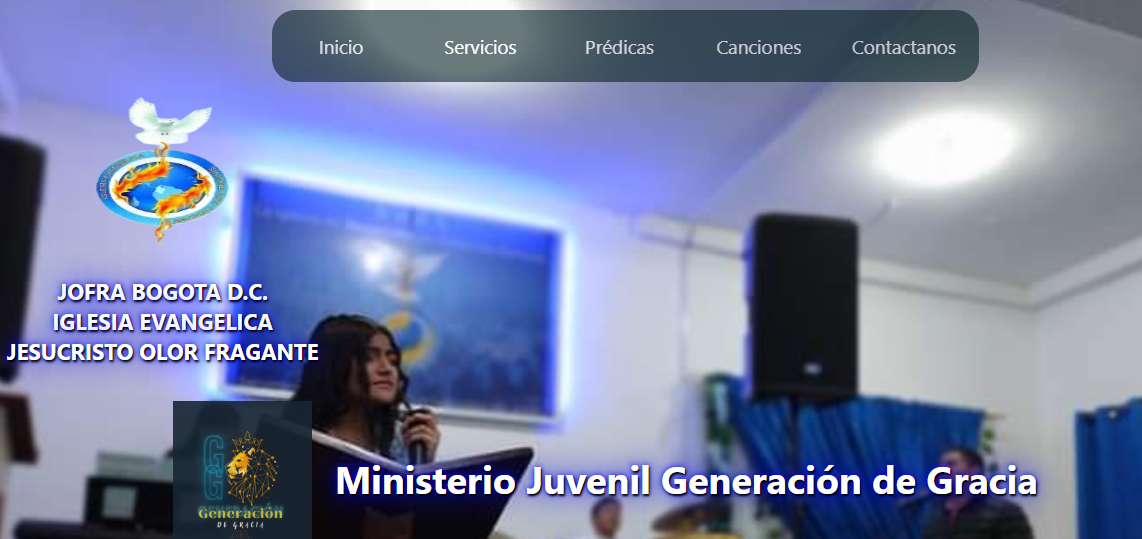 Inicio
Servicios
Prédicas
Canciones
Contactanos
JOFRA BOGOTA D.C.
IGLESIA EVANGELICA
JESUCRISTO OLOR FRAGANTE
GG
Generación
DE GRACIA
Ministerio Juvenil Generación de Gracia